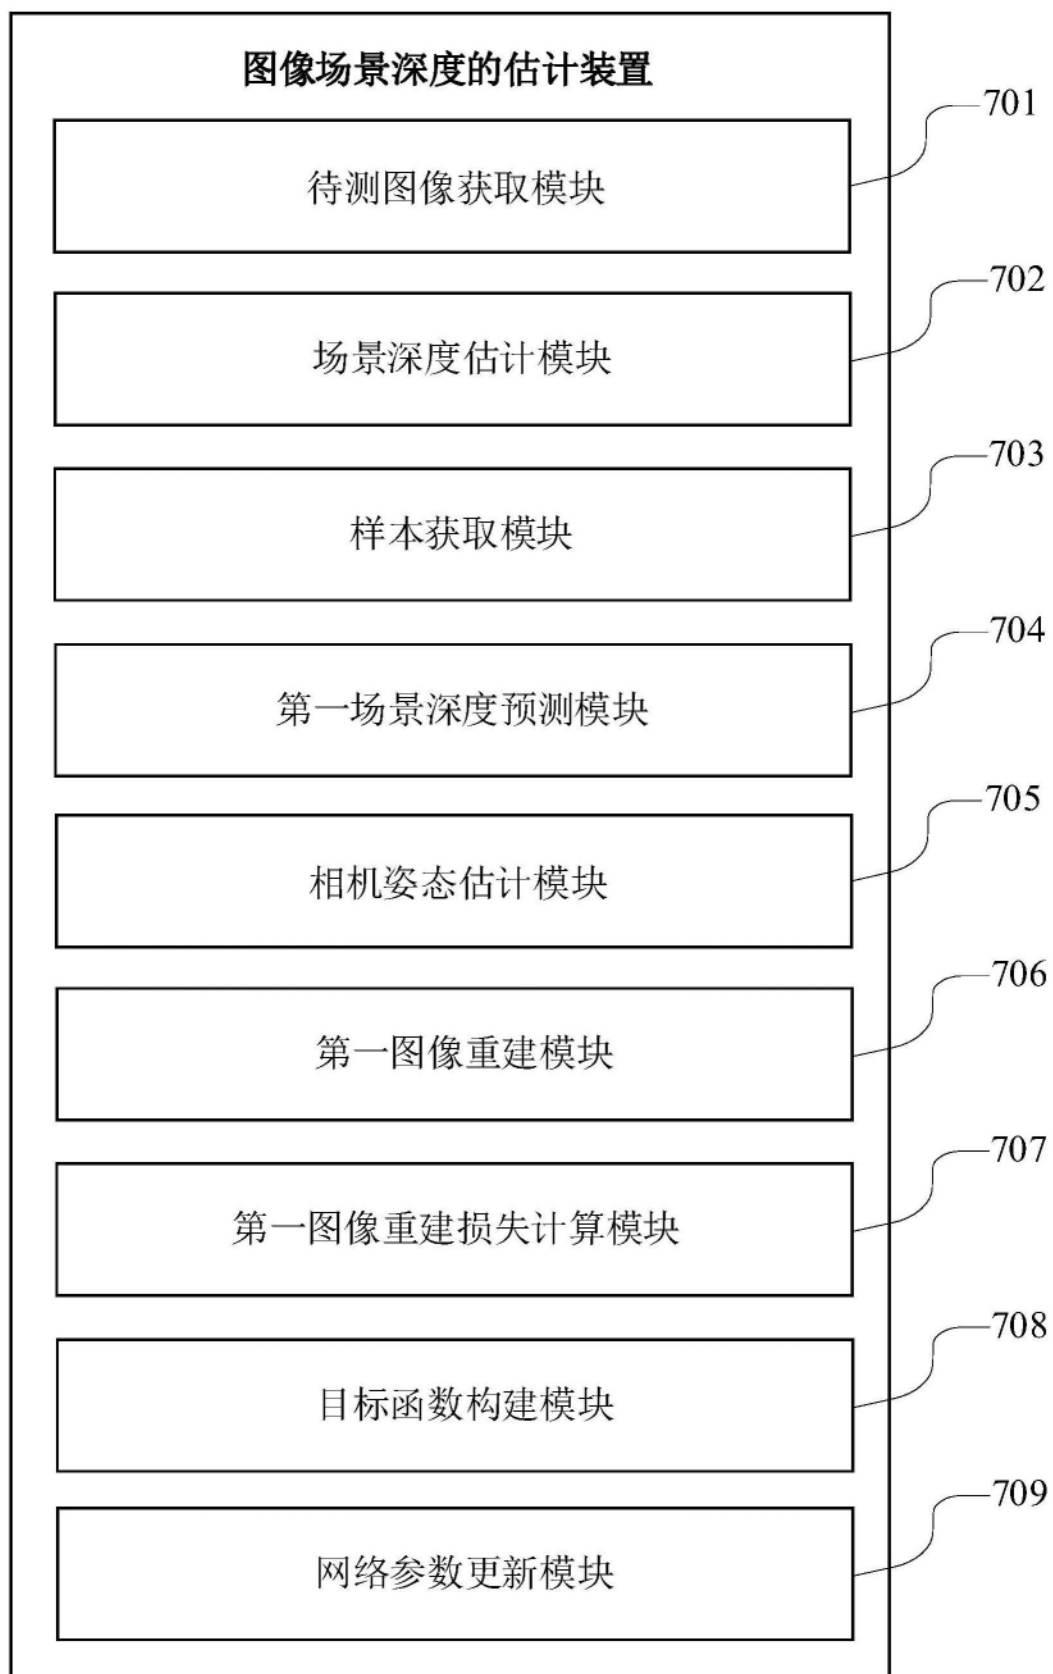 图像场景深度的估计装置
701
待测图像获取模块
702
场景深度估计模块
703
样本获取模块
704
第一场景深度预测模块
705
相机姿态估计模块
706
第一图像重建模块
707
第一图像重建损失计算模块
708
目标函数构建模块
709
网络参数更新模块